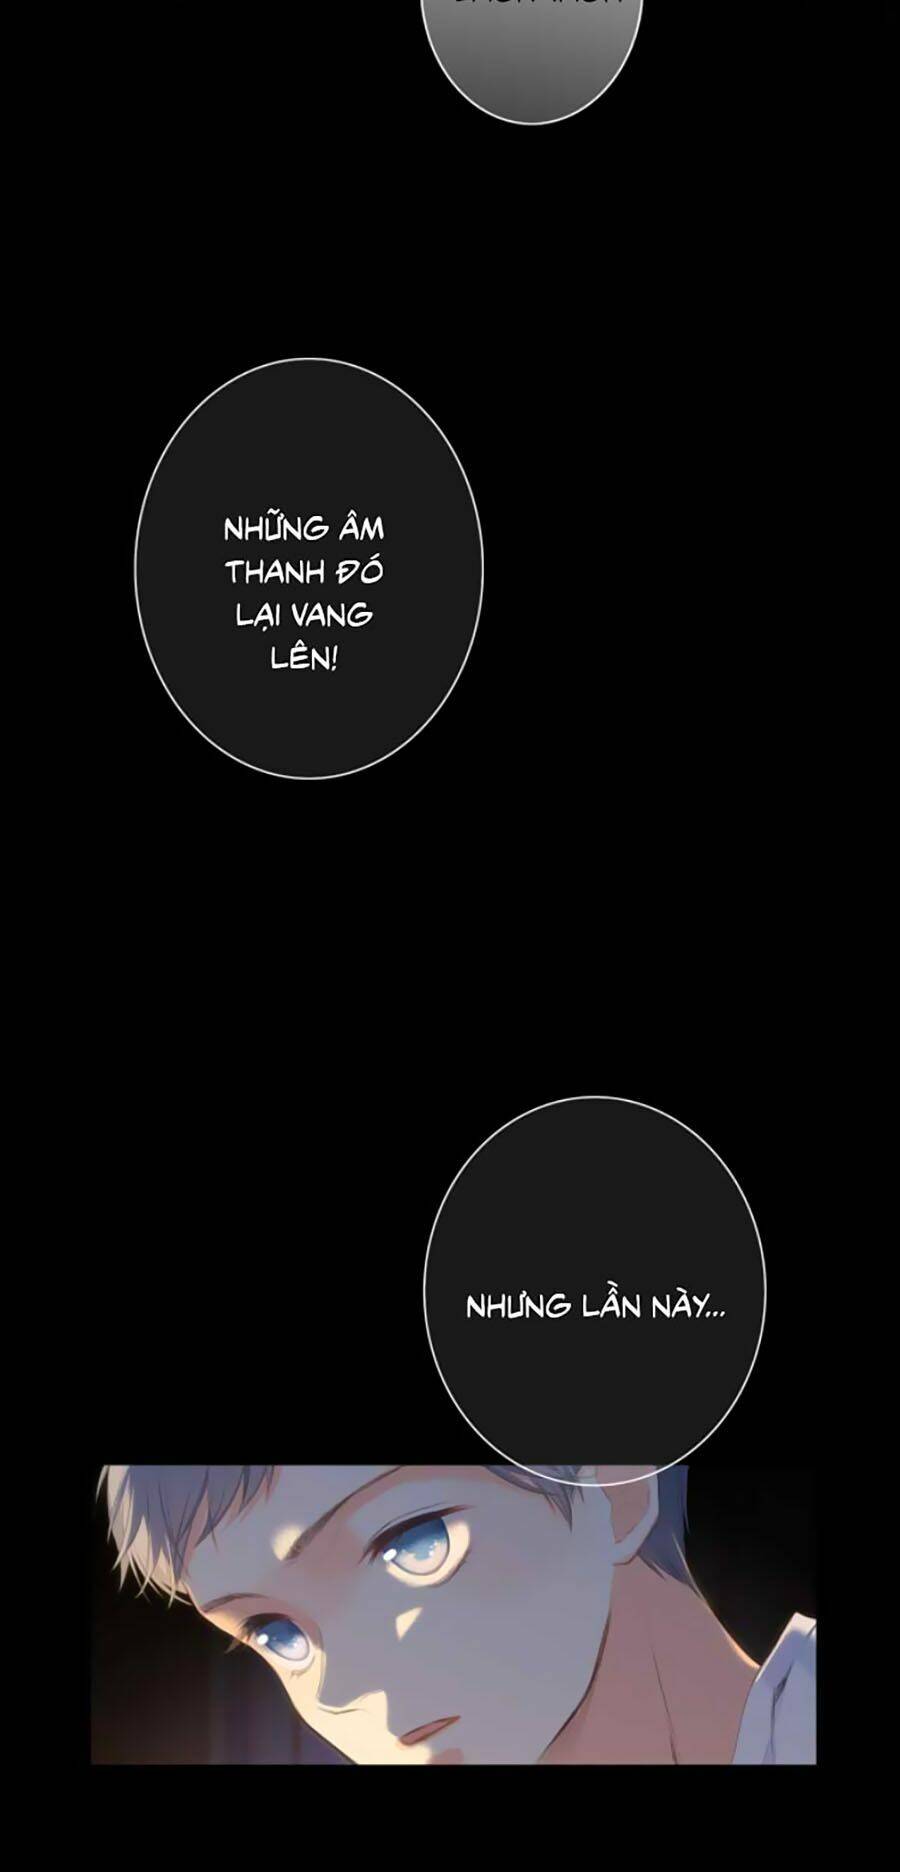 NHỮNG ÂM
THANH ĐÓ
LẠI VANG
LÊN!
NHƯNG LẦN NÀY...